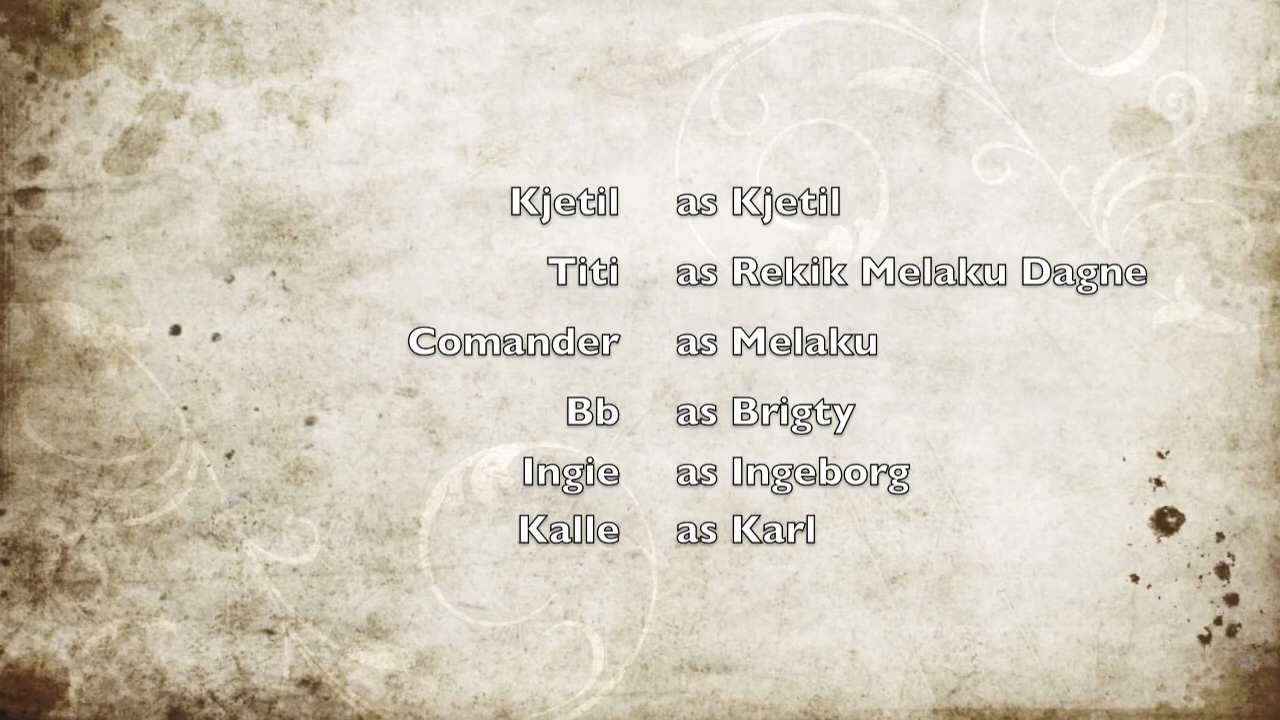 Kjetil as Kjetil
Titi as Rekik Melaku Dagne
Comander as Melaku
Bb as Brigty
Ingie as Ingeborg
Kalle as Karl